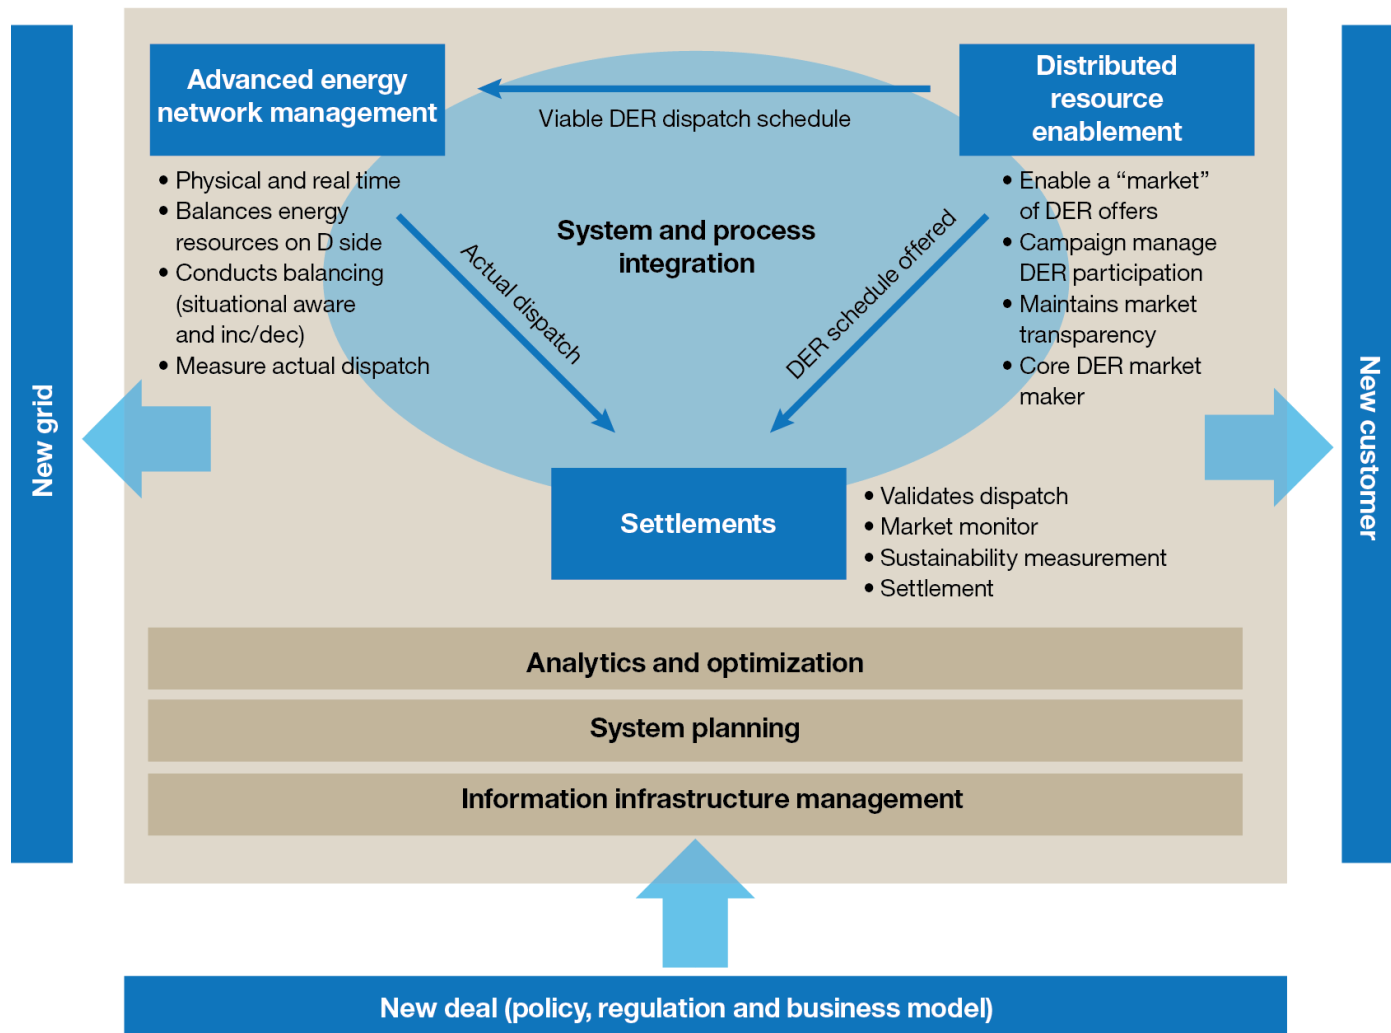 Advanced energy
network management
Distributed
resource
enablement
Viable DER dispatch schedule
• Physical and real time
• Balances energy
resources on D side
• Conducts balancing
(situational aware
and inc/dec)
• Measure actual dispatch
System and process
integration
Actual dispatch
DER schedule offered
• Enable a “market”
of DER offers
• Campaign manage
DER participation
• Maintains market
transparency
• Core DER market
maker
New grid
New customer
Settlements
• Validates dispatch
• Market monitor
• Sustainability measurement
• Settlement
Analytics and optimization
System planning
Information infrastructure management
New deal (policy, regulation and business model)